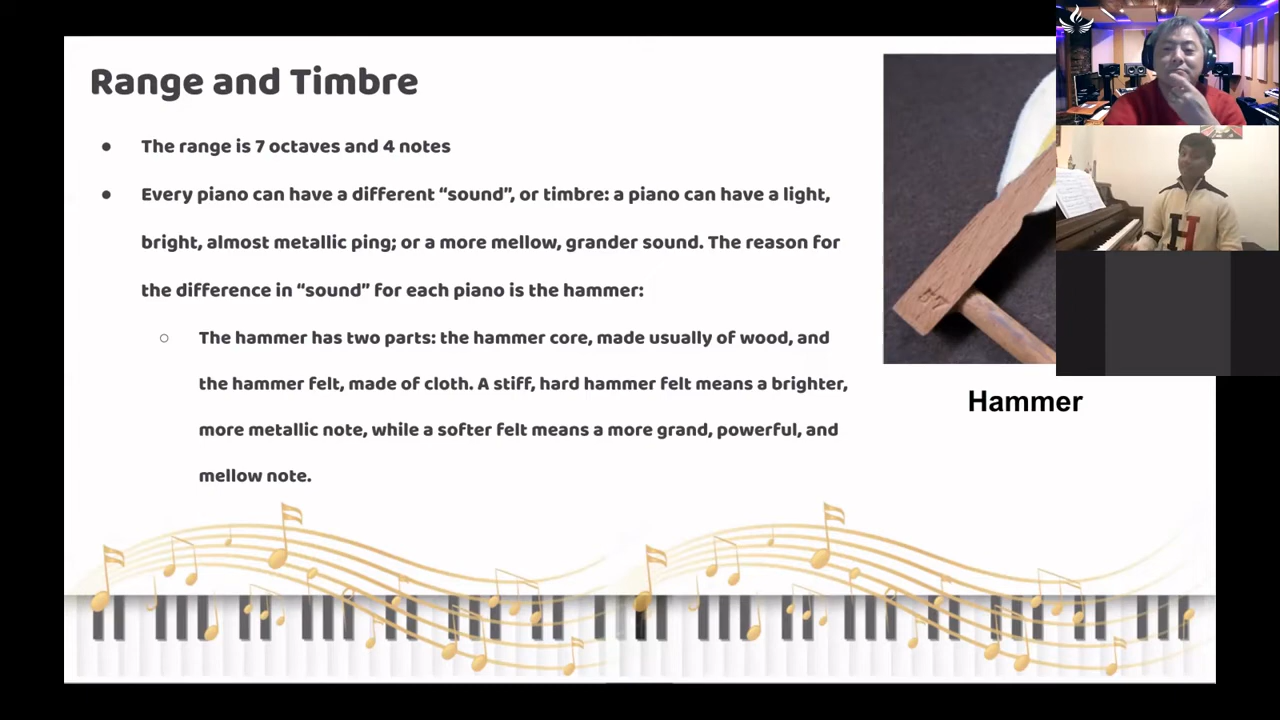 Range and Timbre
The range is 7 octaves and 4 notes
Every piano can have a different “sound”, or timbre: a piano can have a light,
bright, almost metallic ping; or a more mellow, grander sound. The reason for
the difference in “sound” for each piano is the hammer:
The hammer has two parts: the hammer core, made usually of wood, and
the hammer felt, made of cloth. A stiff, hard hammer felt means a brighter,
more metallic note, while a softer felt means a more grand, powerful, and
mellow note.
Hammer
H